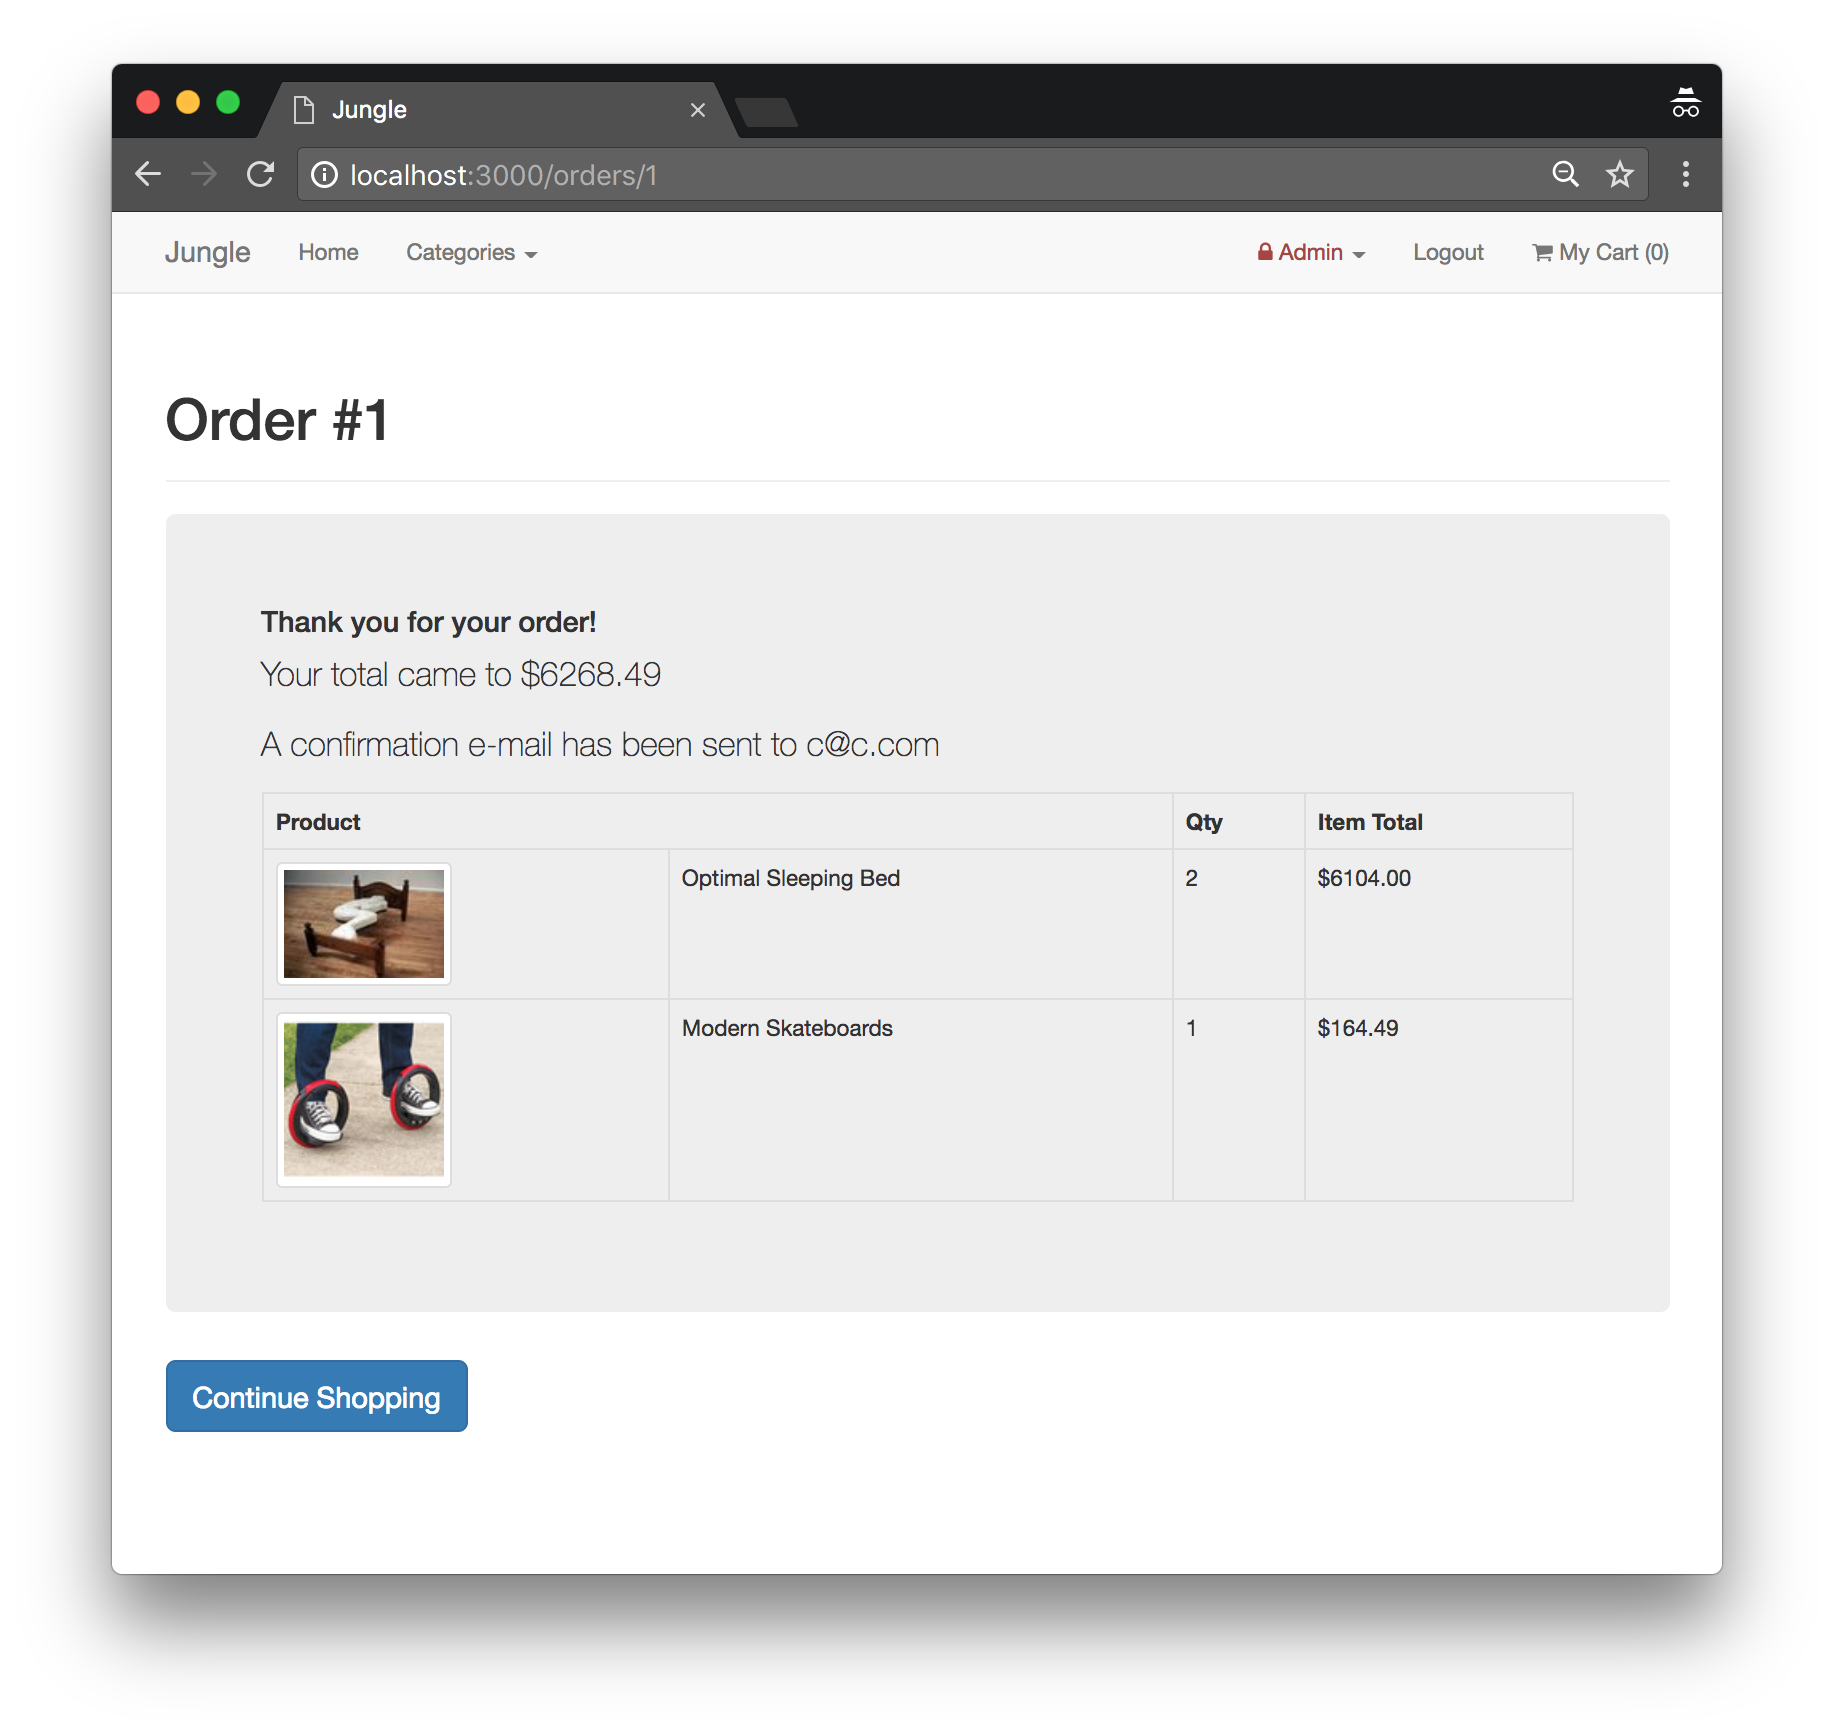 Jungle
localhost:3000/orders/1
Jungle Home Categories Admin Logout My Cart (0)
Order #1
Thank you for your order!
Your total came to $6268.49
A confirmation e-mail has been sent to c@c.com
Product Qty Item Total
Optimal Sleeping Bed 2 $6104.00
Modern Skateboards 1 $164.49
Continue Shopping